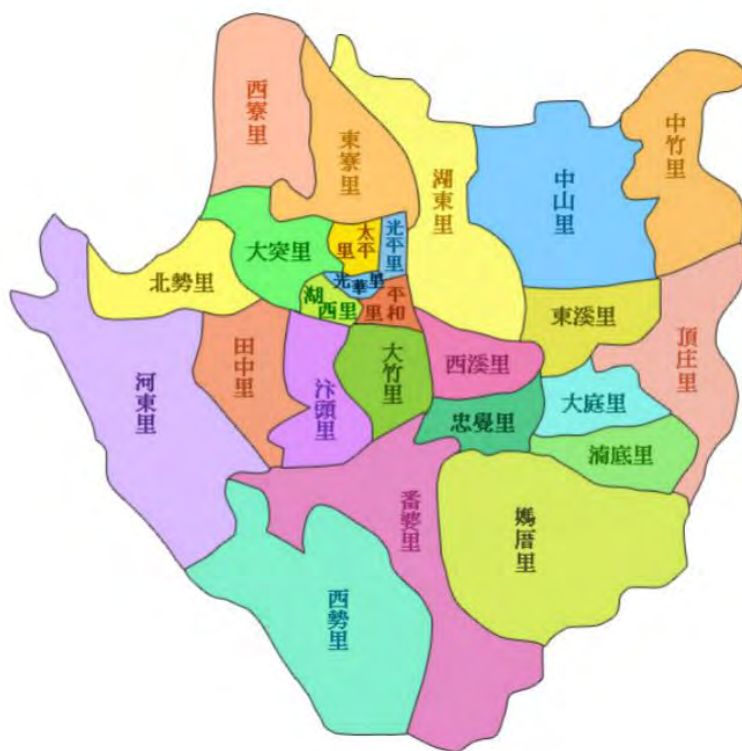 西寮里
東寮里
湖東里
中山里
中竹里
大突里
太平里
光平里
北勢里
光華里
湖西里
平和里
東溪里
頂庄里
田中里
汴頭里
大竹里
西溪里
河東里
大庭里
忠覺里
湳底里
番婆里
媽厝里
西勢里